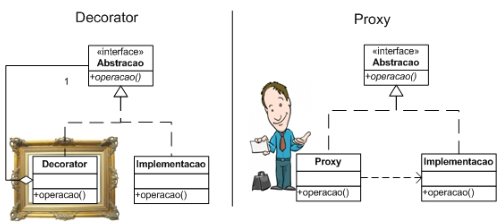 Decorator
«interface»
Abstracao
+operacao()
1
Decorator
+operacao()
Implementacao
+operacao()
Proxy
«interface»
Abstracao
+operacao()
Proxy
+operacao()
Implementacao
+operacao()